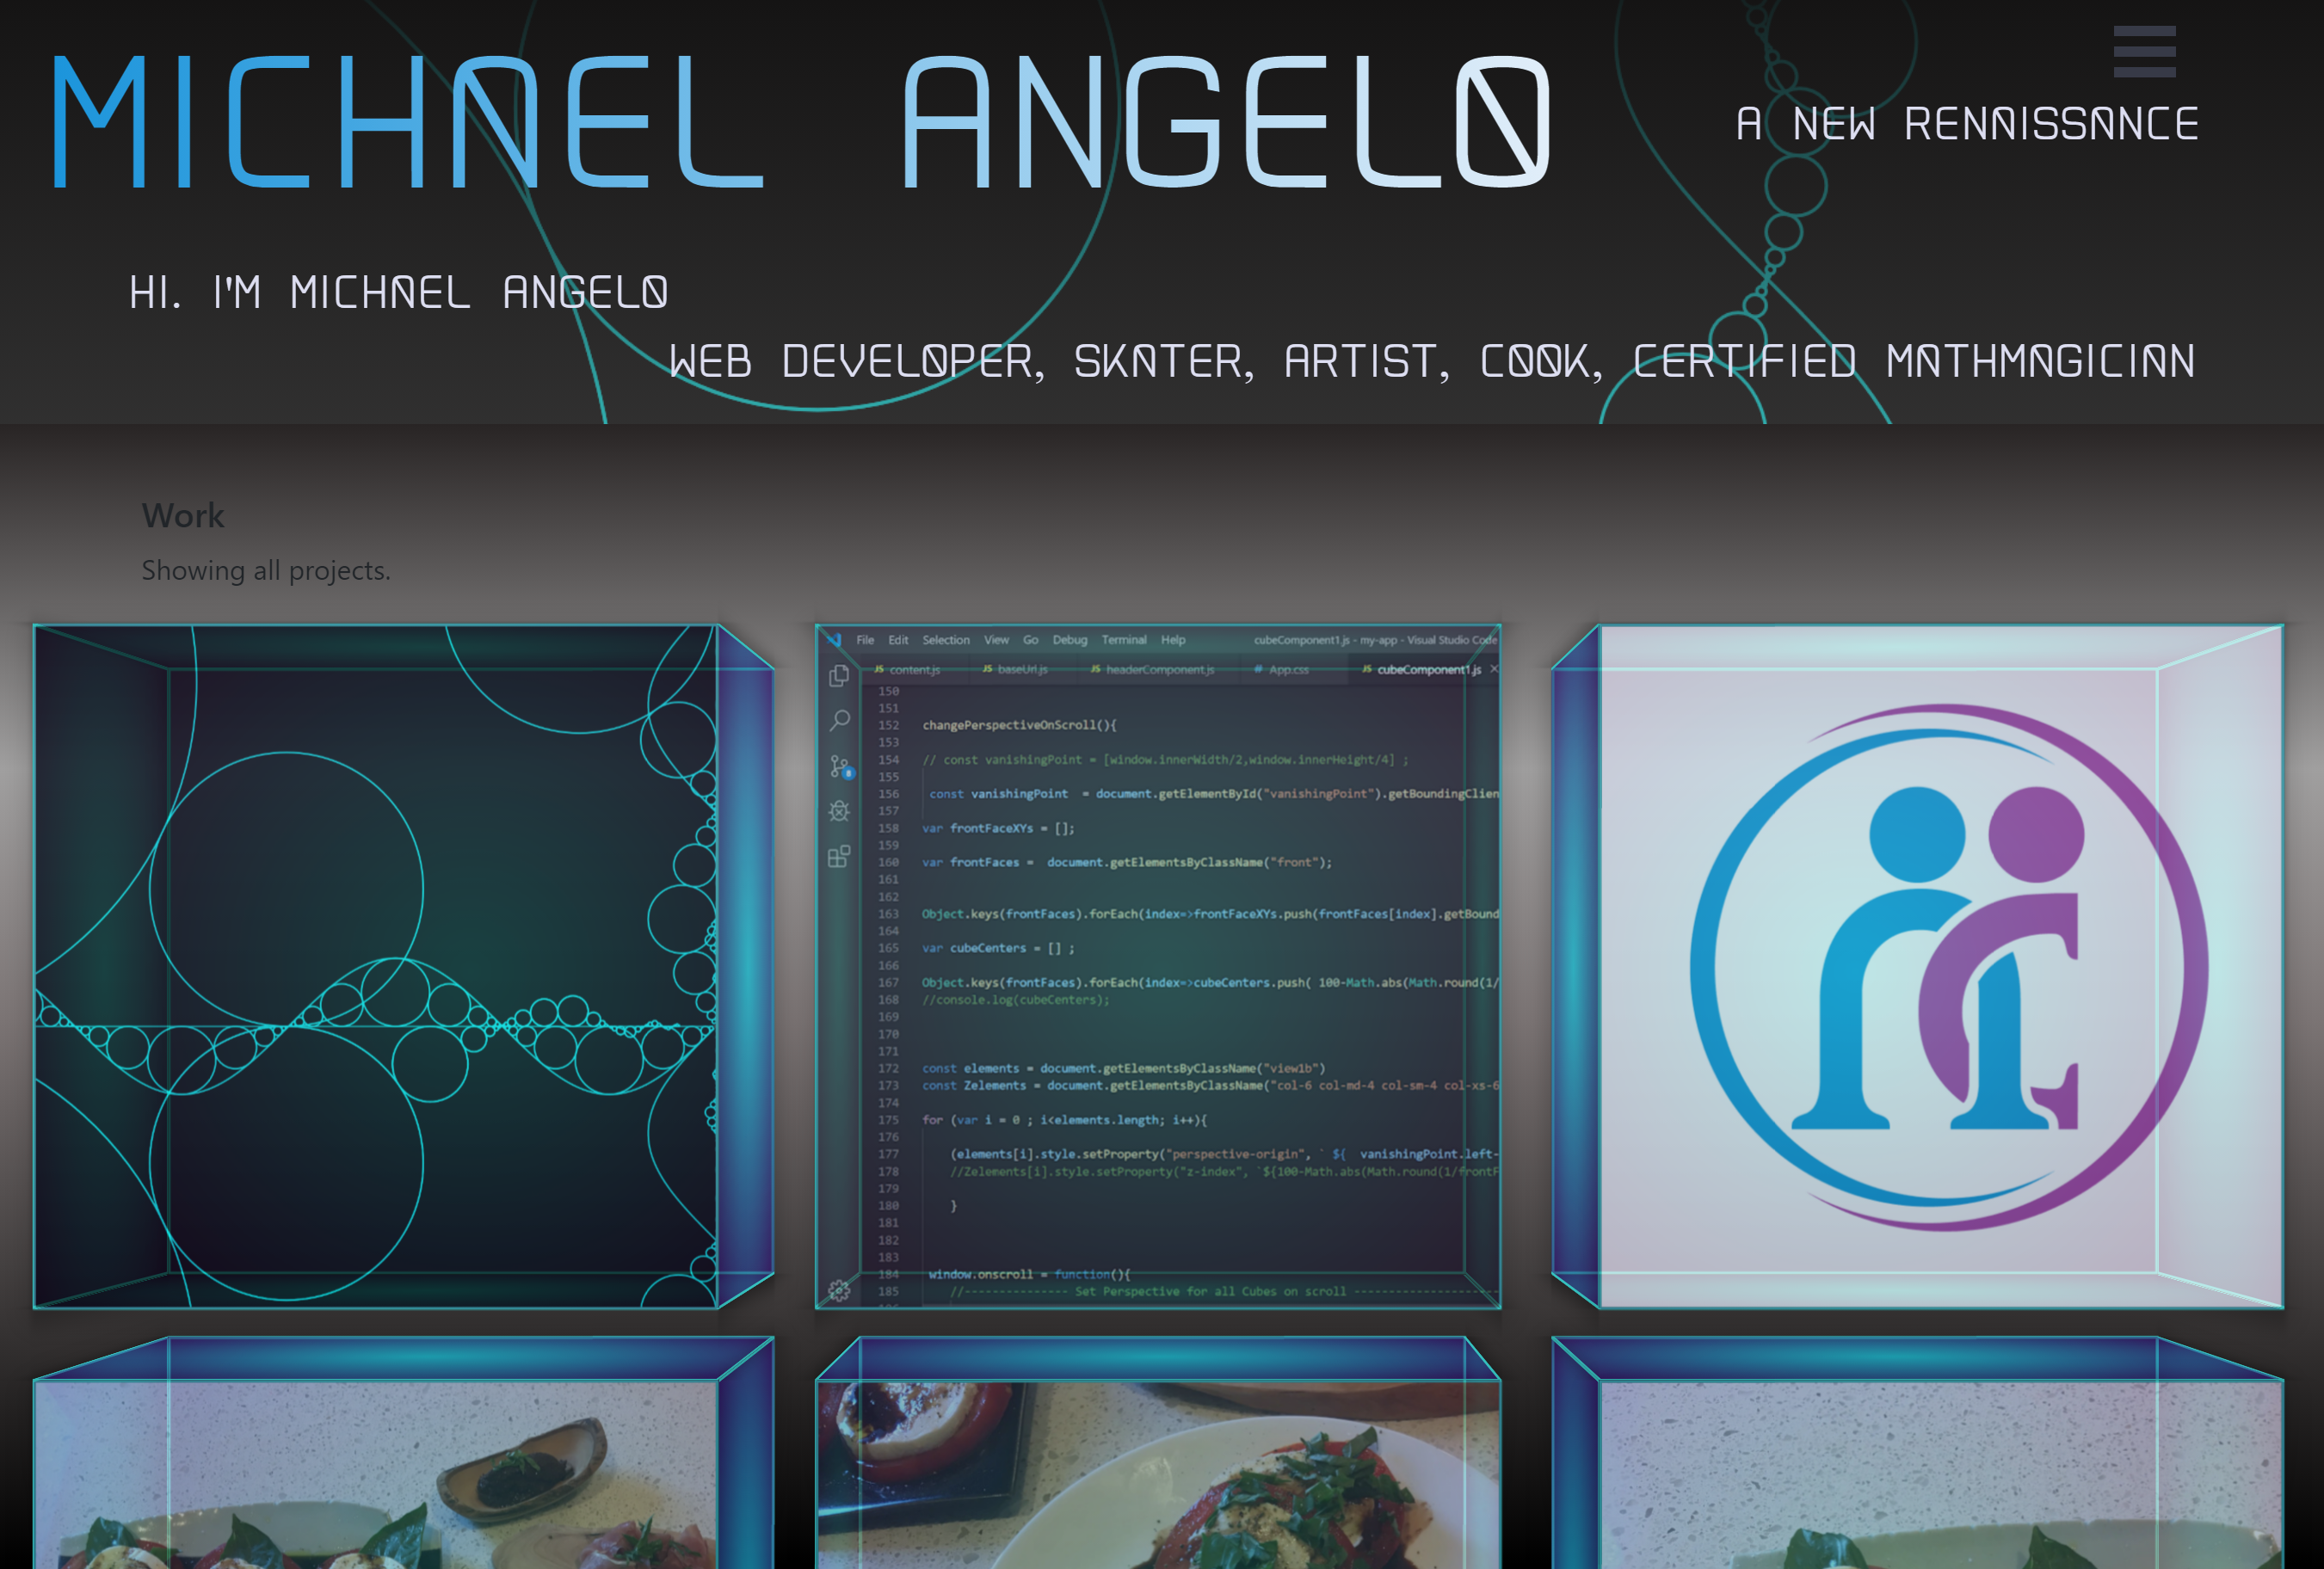 MICHAEL ANGELO
A NEW RENAISSANCE
HI. I'M MICHAEL ANGELO
WEB DEVELOPER, SKATER, ARTIST, COOK, CERTIFIED MATHMAGICIAN
Work
Showing all projects.
File Edit Selection View Go Debug Terminal Help cubeComponent1.js - my-app - Visual Studio Code
JS content.js JS baseUrl.js JS headerComponent.js # App.css JS cubeComponent1.js ×
150
151
152 changePerspectiveOnScroll(){
153
154 // const vanishingPoint = [window.innerWidth/2,window.innerHeight/4] ;
155
156 const vanishingPoint = document.getElementById("vanishingPoint").getBoundingClien
157
158 var frontFaceXYs = [];
159
160 var frontFaces = document.getElementsByClassName("front");
161
162
163 Object.keys(frontFaces).forEach(index=>frontFaceXYs.push(frontFaces[index].getBound
164
165 var cubeCenters = [] ;
166
167 Object.keys(frontFaces).forEach(index=>cubeCenters.push( 100-Math.abs(Math.round(1/
168 //console.log(cubeCenters);
169
170
171
172 const elements = document.getElementsByClassName("view1b")
173 const Zelements = document.getElementsByClassName("col-6 col-md-4 col-sm-4 col-xs-6
174
175 for (var i = 0 ; i<elements.length; i++){
176
177 (elements[i].style.setProperty("perspective-origin", ` ${ vanishingPoint.left-
178 //Zelements[i].style.setProperty("z-index", `${100-Math.abs(Math.round(1/frontF
179
180 }
181
182
183
184 window.onscroll = function(){
185 //--------------- Set Perspective for all Cubes on scroll --------------------